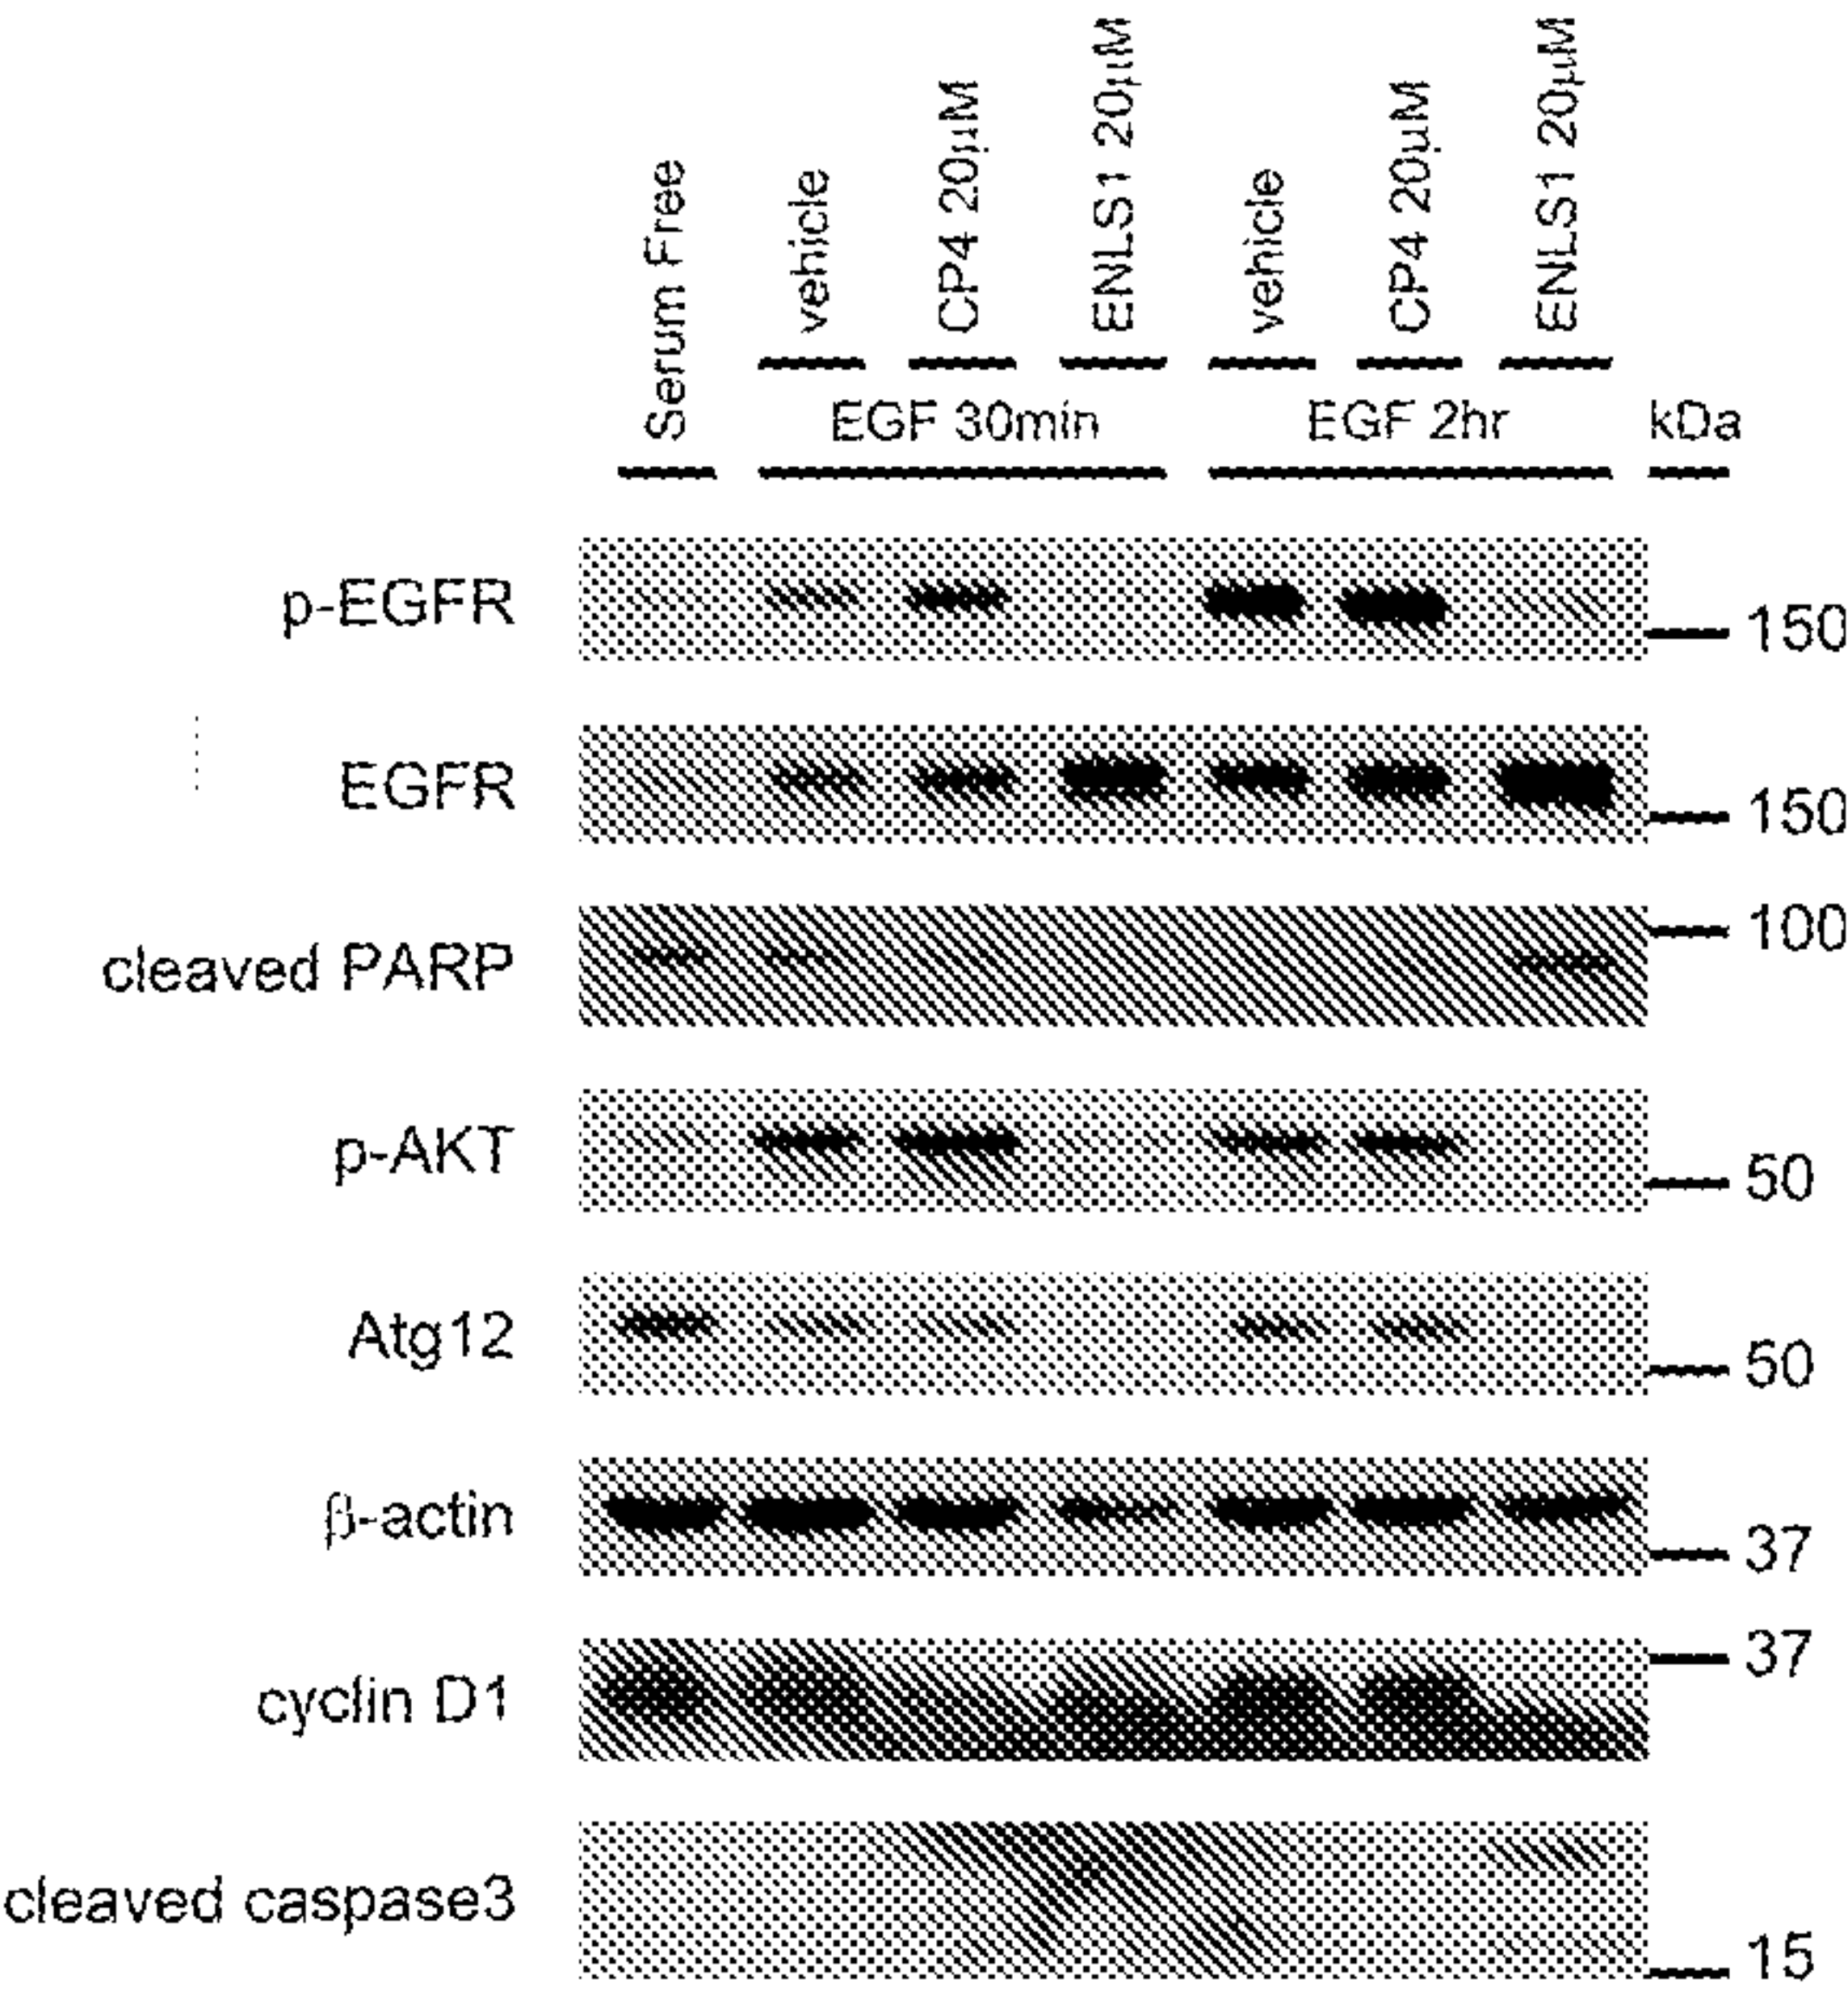 Serum Free
vehicle
CP4 20μM
ENLS1 20μM
vehicle
CP4 20μM
ENLS1 20μM
EGF 30min
EGF 2hr
kDa
p-EGFR
150
EGFR
150
cleaved PARP
100
p-AKT
50
Atg12
50
β-actin
37
cyclin D1
37
cleaved caspase3
15